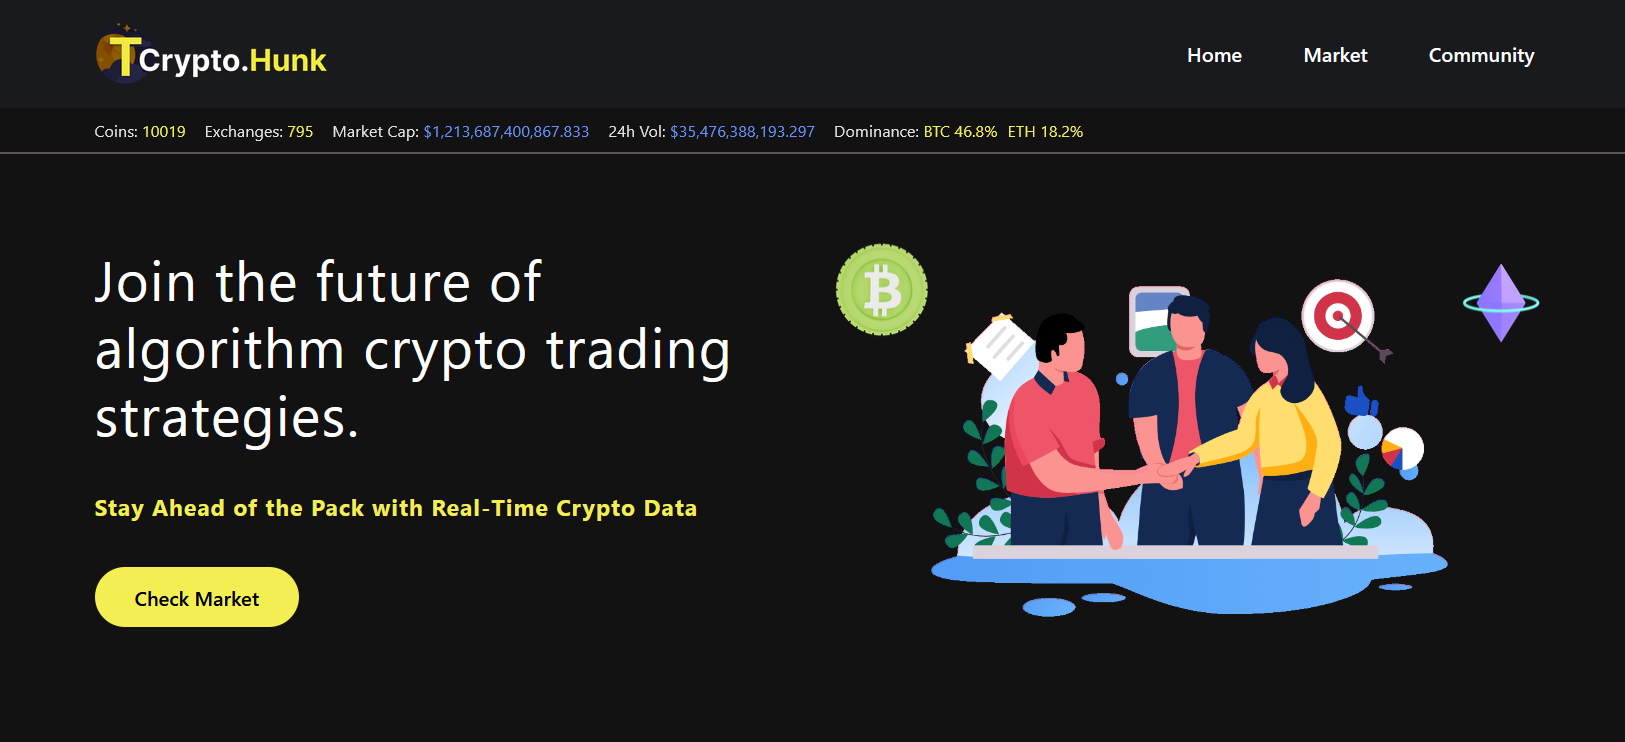 TCrypto.Hunk
Home Market Community
Coins: 10019 Exchanges: 795 Market Cap: $1,213,687,400,867.833 24h Vol: $35,476,388,193.297 Dominance: BTC 46.8% ETH 18.2%
Join the future of
algorithm crypto trading
strategies.
Stay Ahead of the Pack with Real-Time Crypto Data
Check Market